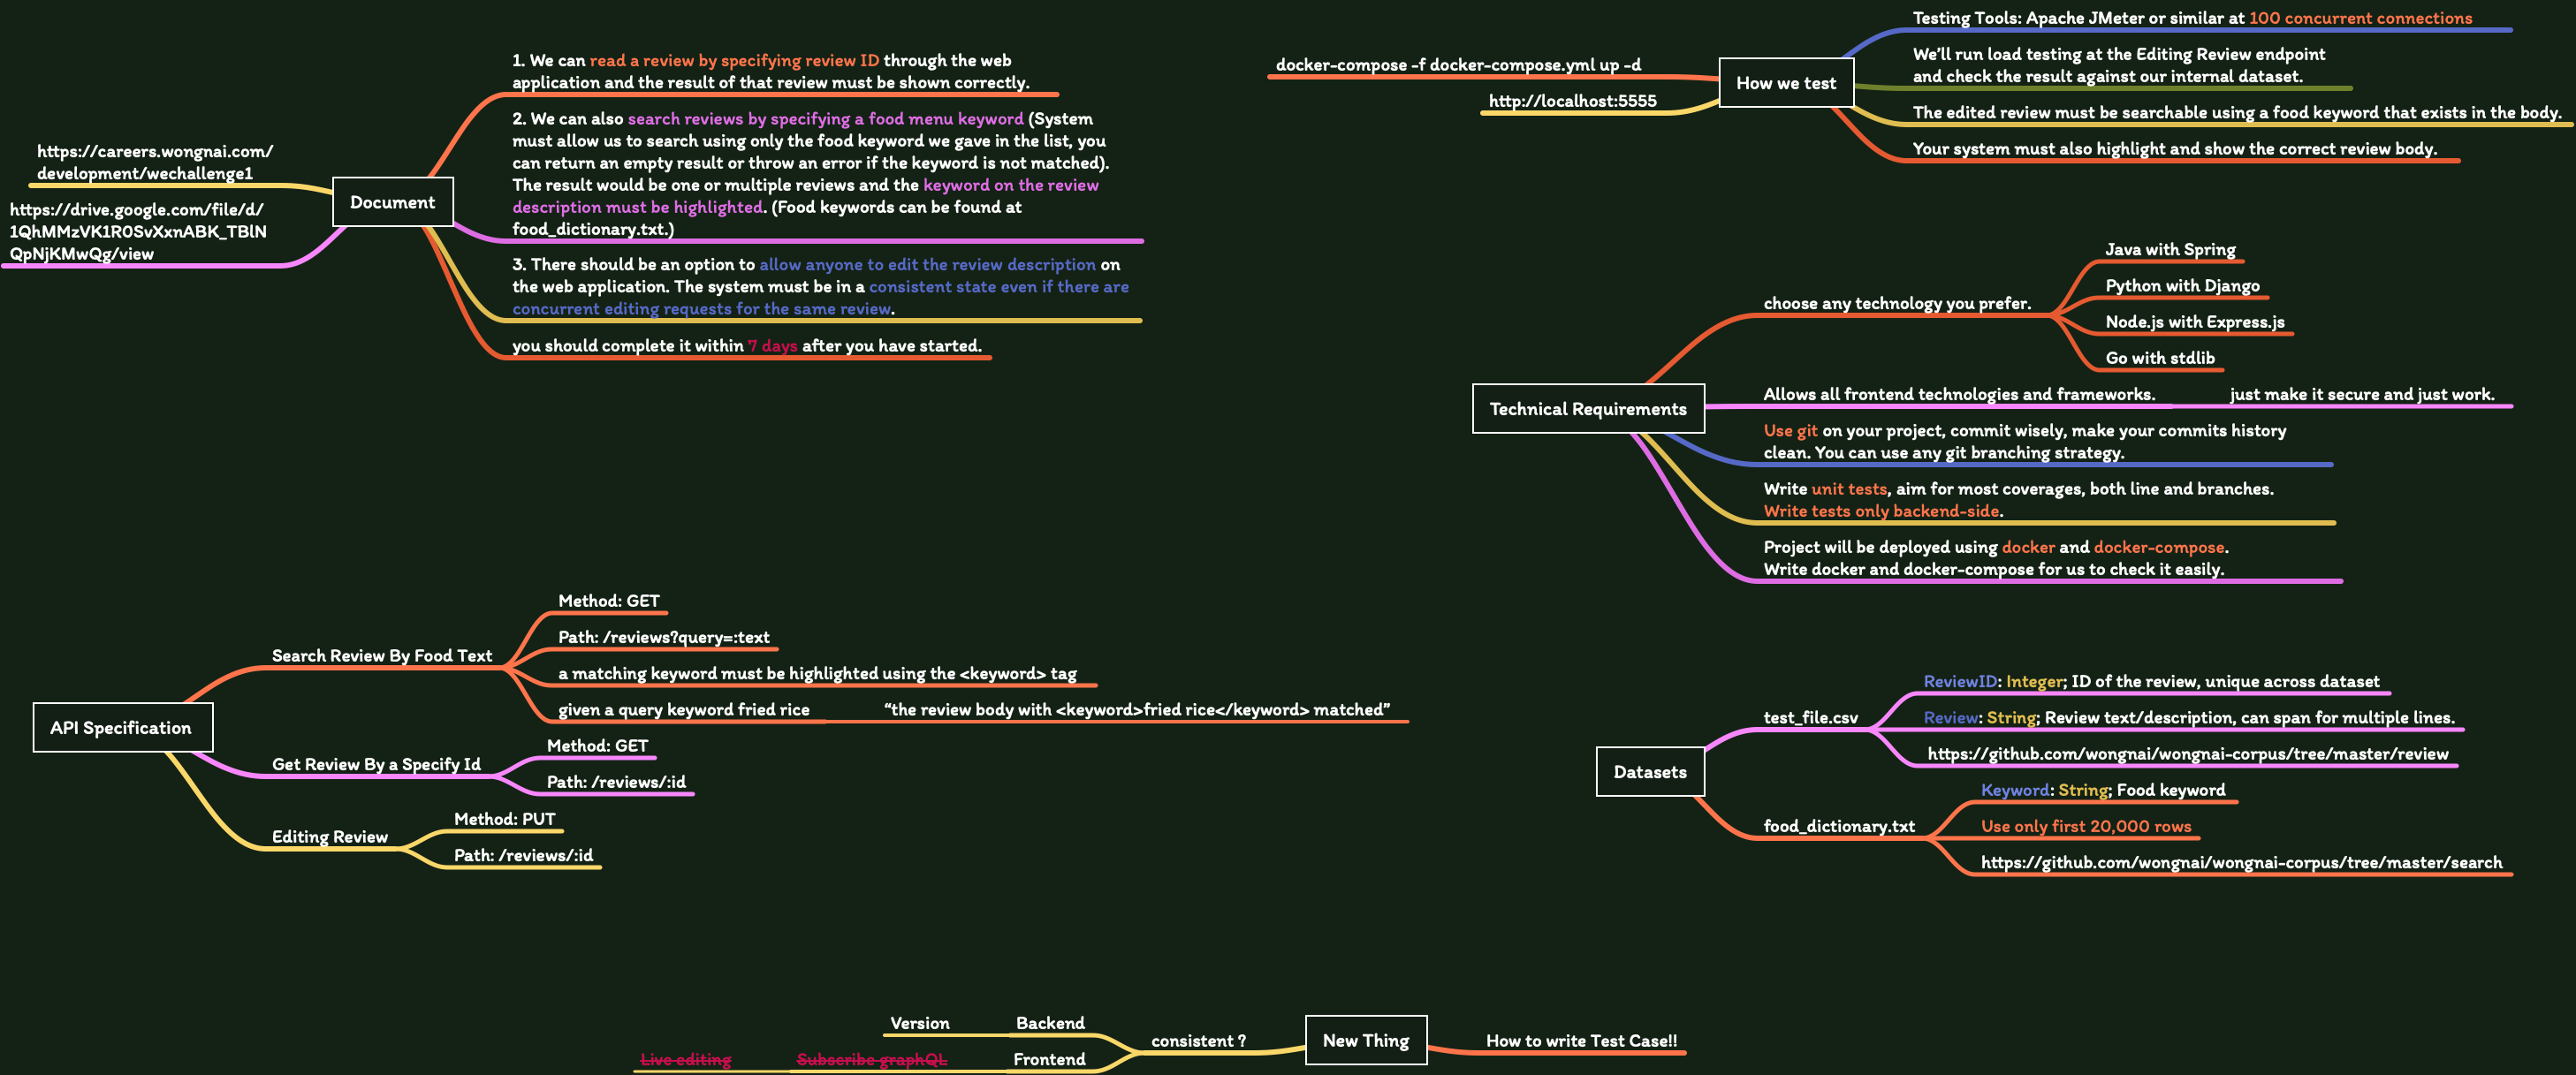 https://careers.wongnai.com/
development/wechallenge1
https://drive.google.com/file/d/
1QhMMzVK1R0SvXxnABK_TBlN
QpNjKMwQg/view
Document
1. We can read a review by specifying review ID through the web
application and the result of that review must be shown correctly.
2. We can also search reviews by specifying a food menu keyword (System
must allow us to search using only the food keyword we gave in the list, you
can return an empty result or throw an error if the keyword is not matched).
The result would be one or multiple reviews and the keyword on the review
description must be highlighted. (Food keywords can be found at
food_dictionary.txt.)
3. There should be an option to allow anyone to edit the review description on
the web application. The system must be in a consistent state even if there are
concurrent editing requests for the same review.
you should complete it within 7 days after you have started.
docker-compose -f docker-compose.yml up -d
http://localhost:5555
How we test
Testing Tools: Apache JMeter or similar at 100 concurrent connections
We'll run load testing at the Editing Review endpoint
and check the result against our internal dataset.
The edited review must be searchable using a food keyword that exists in the body.
Your system must also highlight and show the correct review body.
Technical Requirements
choose any technology you prefer.
Java with Spring
Python with Django
Node.js with Express.js
Go with stdlib
Allows all frontend technologies and frameworks.
just make it secure and just work.
Use git on your project, commit wisely, make your commits history
clean. You can use any git branching strategy.
Write unit tests, aim for most coverages, both line and branches.
Write tests only backend-side.
Project will be deployed using docker and docker-compose.
Write docker and docker-compose for us to check it easily.
API Specification
Search Review By Food Text
Method: GET
Path: /reviews?query=:text
a matching keyword must be highlighted using the <keyword> tag
given a query keyword fried rice
“the review body with <keyword>fried rice</keyword> matched”
Get Review By a Specify Id
Method: GET
Path: /reviews/:id
Editing Review
Method: PUT
Path: /reviews/:id
Datasets
test_file.csv
ReviewID: Integer; ID of the review, unique across dataset
Review: String; Review text/description, can span for multiple lines.
https://github.com/wongnai/wongnai-corpus/tree/master/review
food_dictionary.txt
Keyword: String; Food keyword
Use only first 20,000 rows
https://github.com/wongnai/wongnai-corpus/tree/master/search
New Thing
consistent ?
Backend
Version
Frontend
Subscribe graphQL
Live editing
How to write Test Case!!